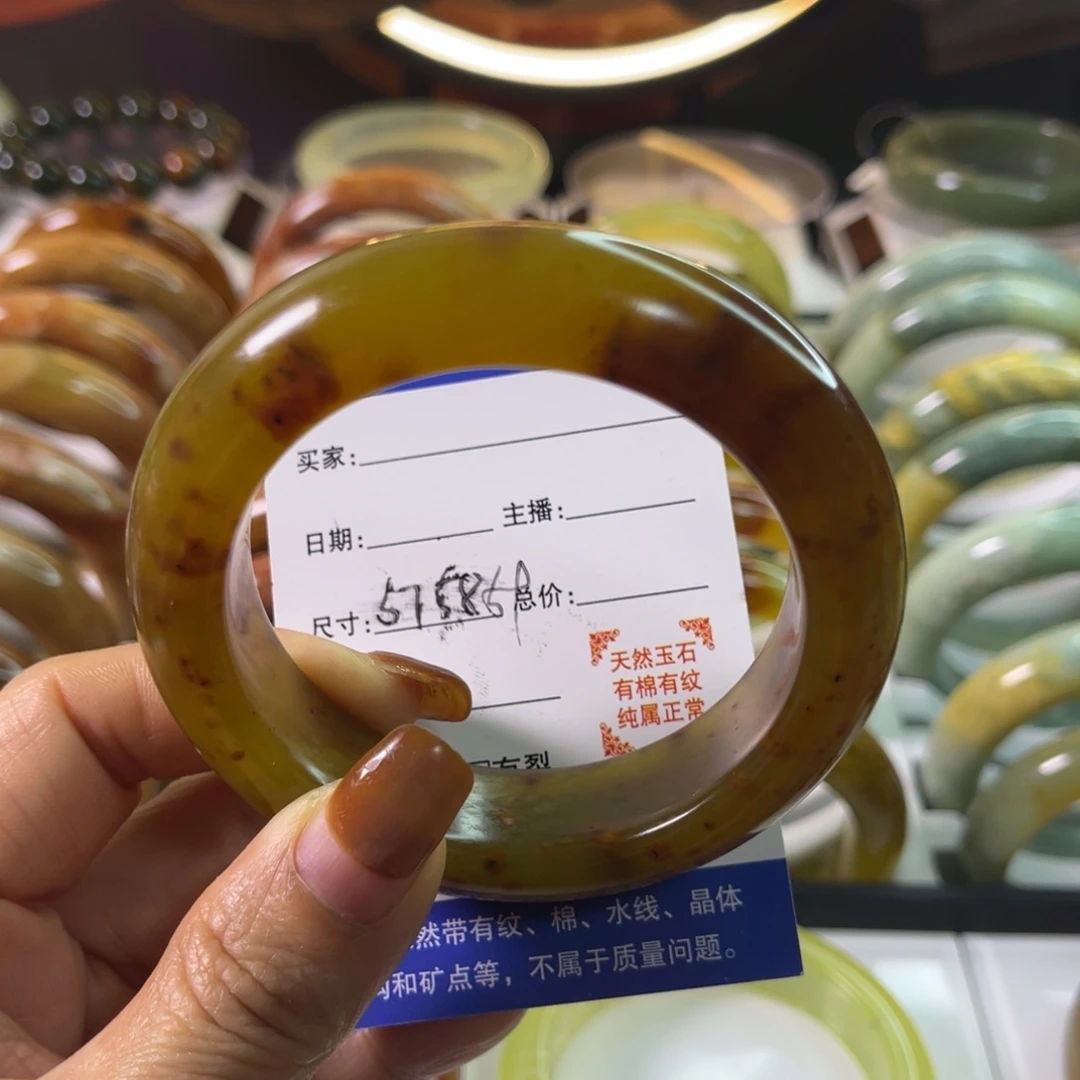 买家:
日期: 主播:
尺寸: 总价:
天然玉石
有棉有纹
纯属正常
有裂
然带有纹、棉、水线、晶体
和矿点等，不属于质量问题。